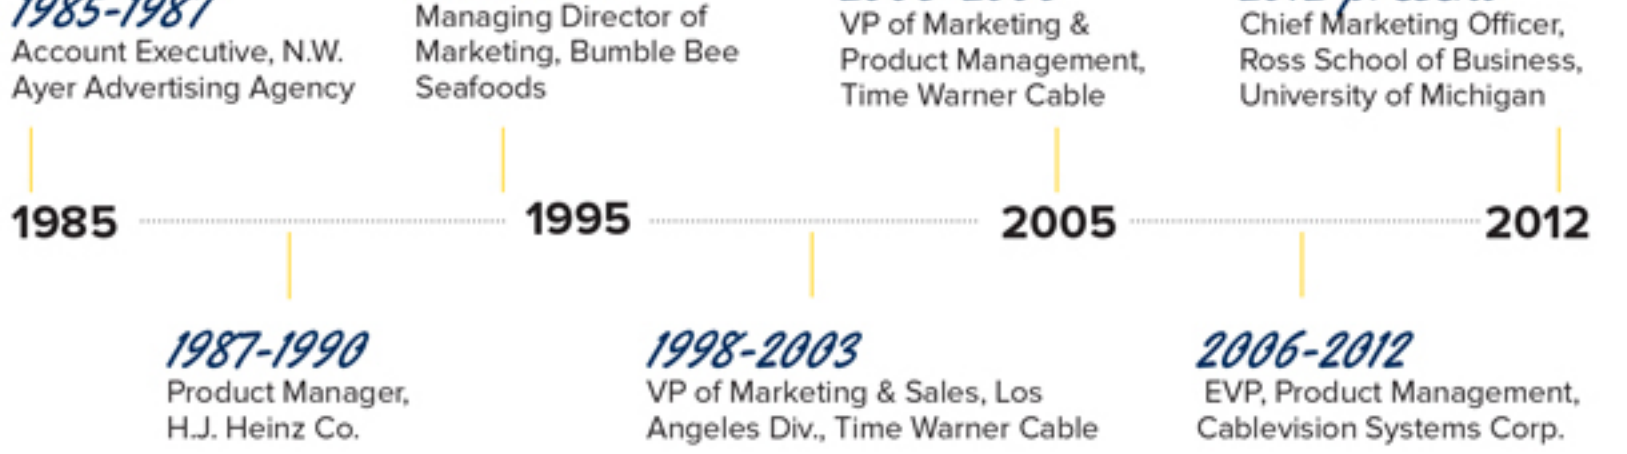 1985-1987
Account Executive, N.W.
Ayer Advertising Agency
Managing Director of
Marketing, Bumble Bee
Seafoods
VP of Marketing &
Product Management,
Time Warner Cable
Chief Marketing Officer,
Ross School of Business,
University of Michigan
1985
1995
2005
2012
1987-1990
Product Manager,
H.J. Heinz Co.
1998-2003
VP of Marketing & Sales, Los
Angeles Div., Time Warner Cable
2006-2012
EVP, Product Management,
Cablevision Systems Corp.